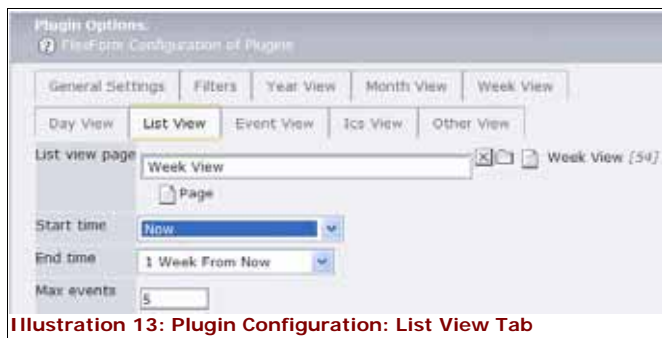 Plugin Options:
FlexForm Configuration of Plugins
General Settings Filters Year View Month View Week View
Day View List View Event View Ics View Other View
List view page Week View Week View [54]
Page
Start time Now
End time 1 Week From Now
Max events 5
Illustration 13: Plugin Configuration: List View Tab